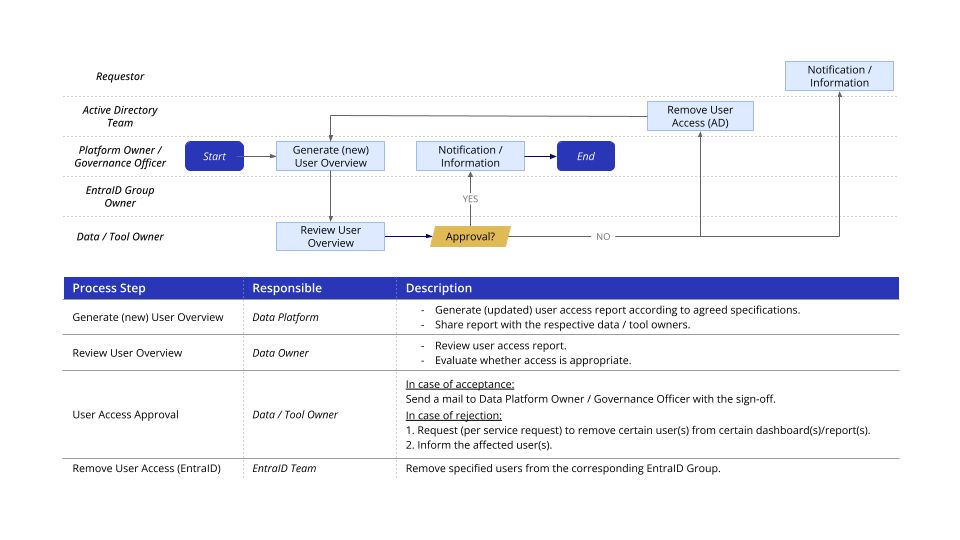 Requestor
Notification /
Information
Active Directory
Team
Remove User
Access (AD)
Platform Owner /
Governance Officer
Start
Generate (new)
User Overview
Notification /
Information
End
EntraID Group
Owner
YES
Data / Tool Owner
Review User
Overview
Approval?
NO
Process Step Responsible Description
Generate (new) User Overview Data Platform
- Generate (updated) user access report according to agreed specifications.
- Share report with the respective data / tool owners.
Review User Overview Data Owner
- Review user access report.
- Evaluate whether access is appropriate.
User Access Approval Data / Tool Owner
In case of acceptance:
Send a mail to Data Platform Owner / Governance Officer with the sign-off.
In case of rejection:
1. Request (per service request) to remove certain user(s) from certain dashboard(s)/report(s).
2. Inform the affected user(s).
Remove User Access (EntraID) EntraID Team Remove specified users from the corresponding EntraID Group.